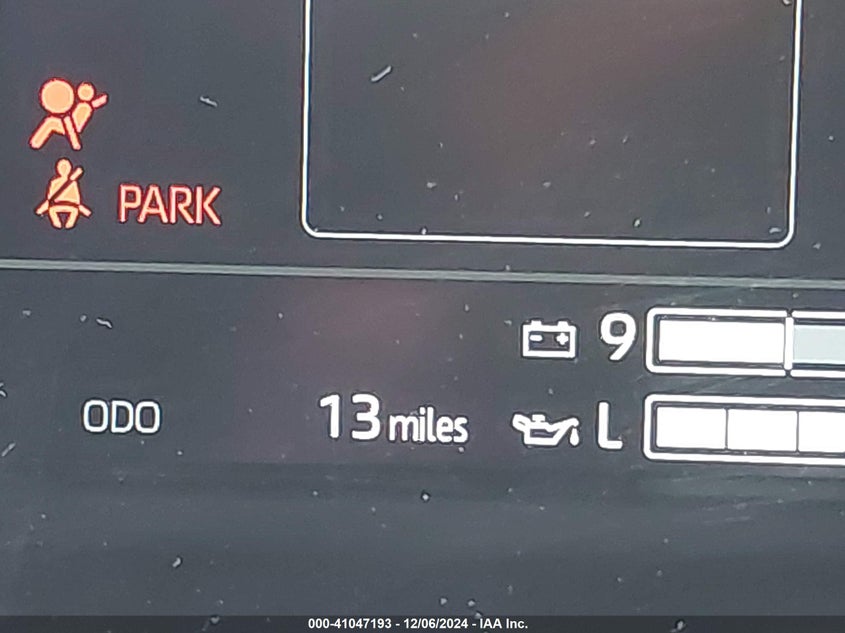 PARK
9
ODO 13 miles L
000-41047193 - 12/06/2024 - IAA Inc.